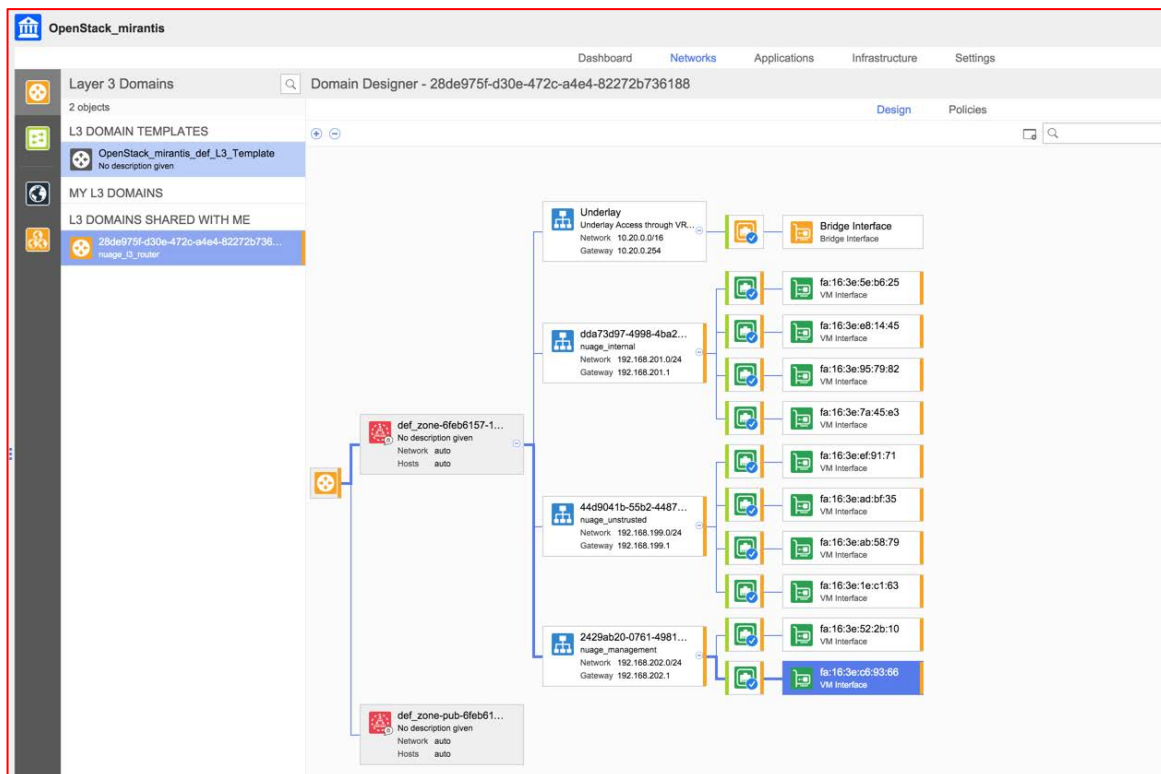 OpenStack_mirantis
Dashboard Networks Applications Infrastructure Settings
Layer 3 Domains
2 objects
L3 DOMAIN TEMPLATES
OpenStack_mirantis_def_L3_Template
No description given
MY L3 DOMAINS
L3 DOMAINS SHARED WITH ME
28de975f-d30e-472c-a4e4-82272b736...
nuage_l3_router
Domain Designer - 28de975f-d30e-472c-a4e4-82272b736188
Design Policies
def_zone-6feb6157-1...
No description given
Network auto
Hosts auto
def_zone-pub-6feb61...
No description given
Network auto
Hosts auto
Underlay
Underlay Access through VR...
Network 10.20.0.0/16
Gateway 10.20.0.254
Bridge Interface
Bridge Interface
dda73d97-4998-4ba2...
nuage_internal
Network 192.168.201.0/24
Gateway 192.168.201.1
fa:16:3e:5e:b6:25
VM Interface
fa:16:3e:e8:14:45
VM Interface
fa:16:3e:95:79:82
VM Interface
fa:16:3e:7a:45:e3
VM Interface
44d9041b-55b2-4487...
nuage_unstrusted
Network 192.168.199.0/24
Gateway 192.168.199.1
fa:16:3e:ef:91:71
VM Interface
fa:16:3e:ad:bf:35
VM Interface
fa:16:3e:ab:58:79
VM Interface
fa:16:3e:1e:c1:63
VM Interface
2429ab20-0761-4981...
nuage_management
Network 192.168.202.0/24
Gateway 192.168.202.1
fa:16:3e:52:2b:10
VM Interface
fa:16:3e:c6:93:66
VM Interface